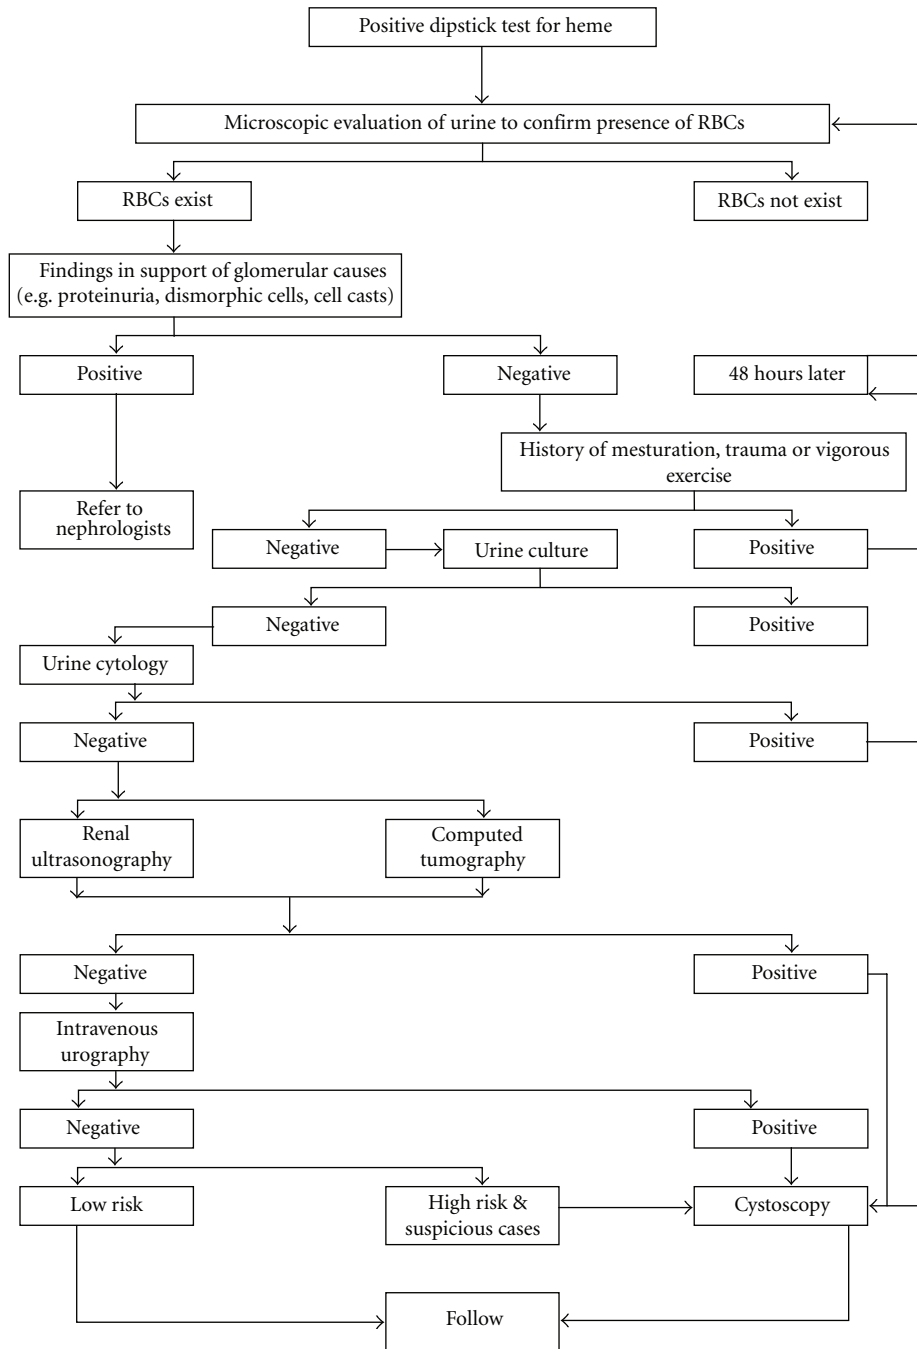 Positive dipstick test for heme
Microscopic evaluation of urine to confirm presence of RBCs
RBCs exist
RBCs not exist
Findings in support of glomerular causes
(e.g. proteinuria, dismorphic cells, cell casts)
Positive
Negative
48 hours later
History of mesturation, trauma or vigorous
exercise
Refer to
nephrologists
Negative
Urine culture
Positive
Negative
Positive
Urine cytology
Negative
Positive
Renal
ultrasonography
Computed
tumography
Negative
Positive
Intravenous
urography
Negative
Positive
Low risk
High risk &
suspicious cases
Cystoscopy
Follow